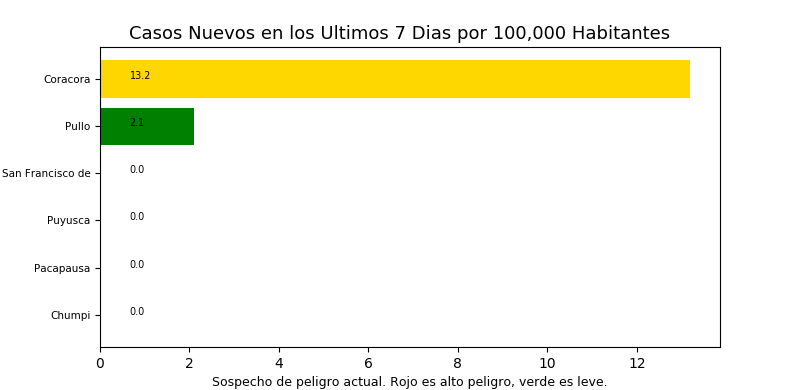 Casos Nuevos en los Ultimos 7 Dias por 100,000 Habitantes
Coracora 13.2
Pullo 2.1
San Francisco de 0.0
Puyusca 0.0
Pacapausa 0.0
Chumpi 0.0
0 2 4 6 8 10 12
Sospecho de peligro actual. Rojo es alto peligro, verde es leve.